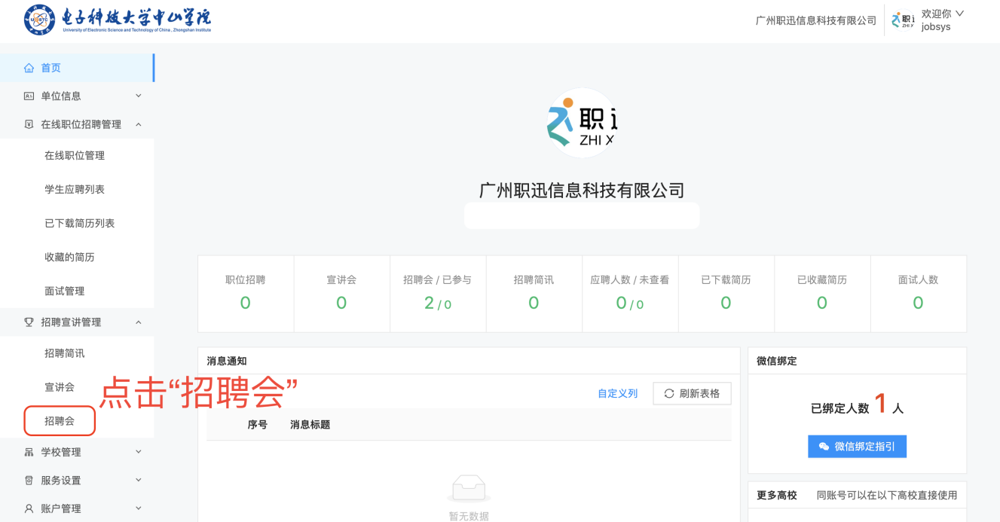 电子科技大学中山学院
University of Electronic Science and Technology of China , Zhongshan Institute
广州职迅信息科技有限公司
职i
ZHI X
欢迎你
jobsys
首页
单位信息
在线职位招聘管理
在线职位管理
学生应聘列表
已下载简历列表
收藏的简历
面试管理
招聘宣讲管理
招聘简讯
宣讲会
招聘会
点击“招聘会”
学校管理
服务设置
账户管理
职i
ZHI X
广州职迅信息科技有限公司
职位招聘
0
宣讲会
0
招聘会 / 已参与
2 / 0
招聘简讯
0
应聘人数 / 未查看
0 / 0
已下载简历
0
已收藏简历
0
面试人数
0
消息通知
自定义列
刷新表格
序号 消息标题
暂无数据
微信绑定
已绑定人数 1 人
微信绑定指引
更多高校 同账号可以在以下高校直接使用